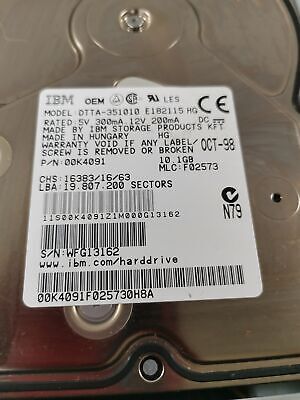 IBM OEM LES
MODEL DTTA-351010 E182115 HG
RATED: 5V 300mA 12V 200mA DC
MADE BY IBM STORAGE PRODUCTS KFT
MADE IN HUNGARY HG
WARRANTY VOID IF ANY LABEL/ OCT-98
SCREW IS REMOVED OR BROKEN
P/N: 00K4091 10.1GB
MLC: F02573
CHS: 16383/16/63
LBA: 19.807.200 SECTORS
11S00K4091Z1M000G13162
N79
S/N: WFG13162
www.ibm.com/harddrive
00K4091F025730H8A